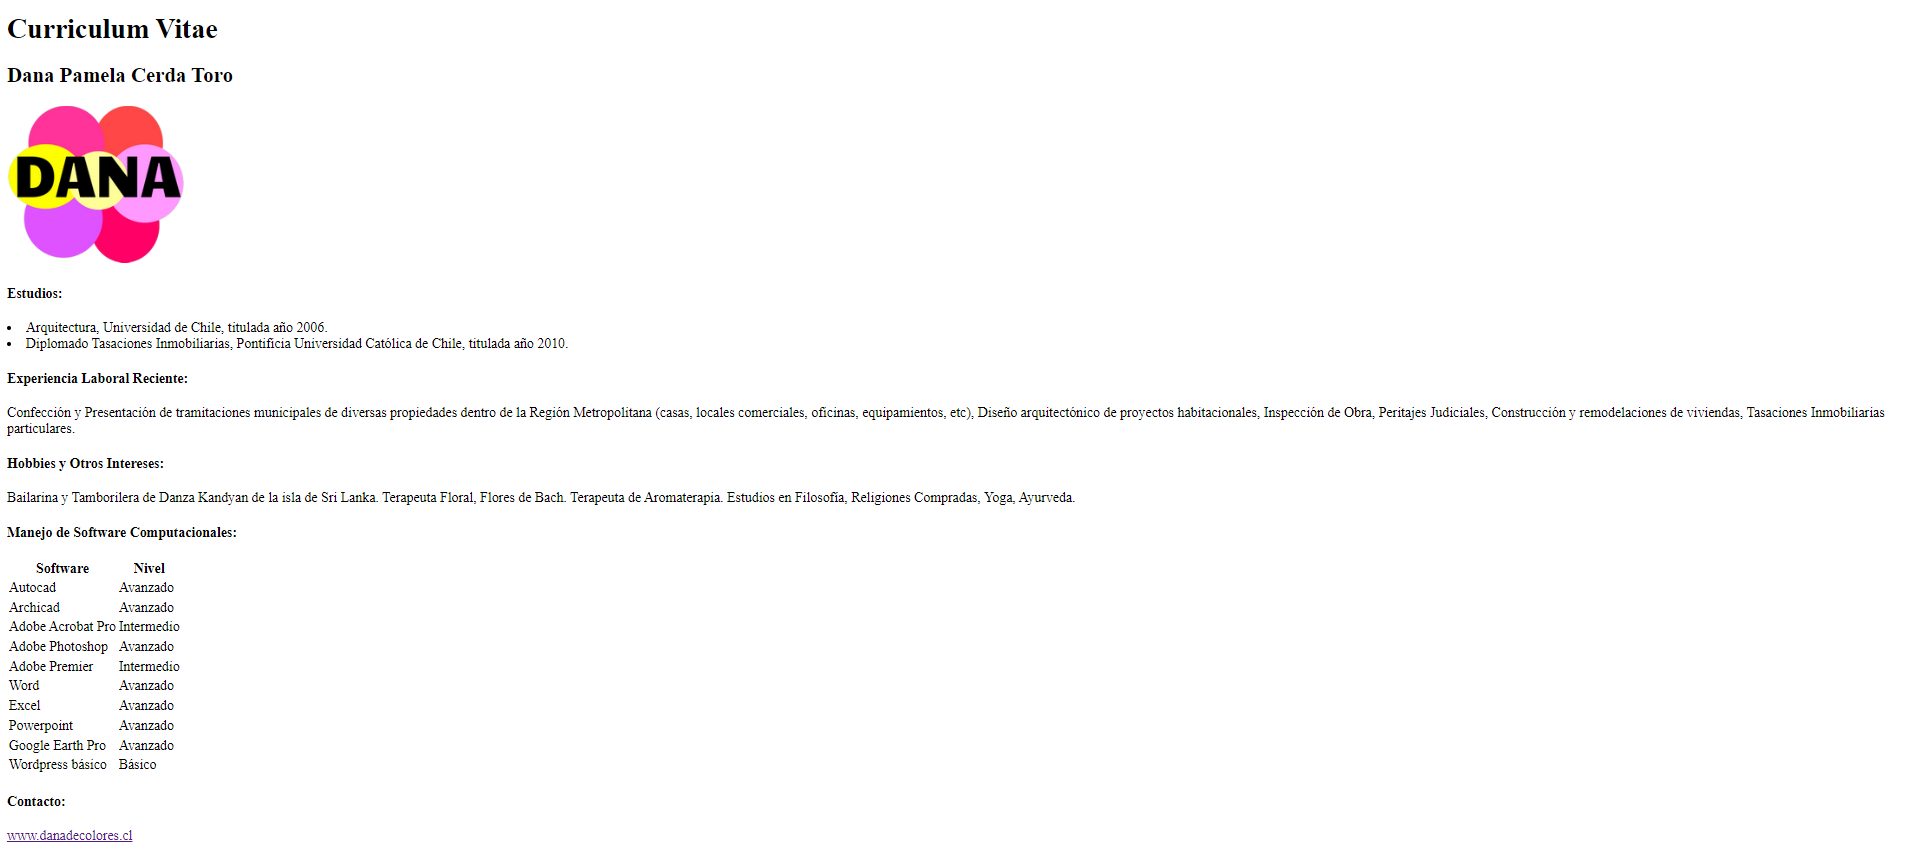 Curriculum Vitae
Dana Pamela Cerda Toro
DANA
Estudios:
• Arquitectura, Universidad de Chile, titulada año 2006.
• Diplomado Tasaciones Inmobiliarias, Pontificia Universidad Católica de Chile, titulada año 2010.
Experiencia Laboral Reciente:
Confección y Presentación de tramitaciones municipales de diversas propiedades dentro de la Región Metropolitana (casas, locales comerciales, oficinas, equipamientos, etc), Diseño arquitectónico de proyectos habitacionales, Inspección de Obra, Peritajes Judiciales, Construcción y remodelaciones de viviendas, Tasaciones Inmobiliarias
particulares.
Hobbies y Otros Intereses:
Bailarina y Tamborilera de Danza Kandyan de la isla de Sri Lanka. Terapeuta Floral, Flores de Bach. Terapeuta de Aromaterapia. Estudios en Filosofía, Religiones Compradas, Yoga, Ayurveda.
Manejo de Software Computacionales:
Software Nivel
Autocad Avanzado
Archicad Avanzado
Adobe Acrobat Pro Intermedio
Adobe Photoshop Avanzado
Adobe Premier Intermedio
Word Avanzado
Excel Avanzado
Powerpoint Avanzado
Google Earth Pro Avanzado
Wordpress básico Básico
Contacto:
www.danadecolores.cl